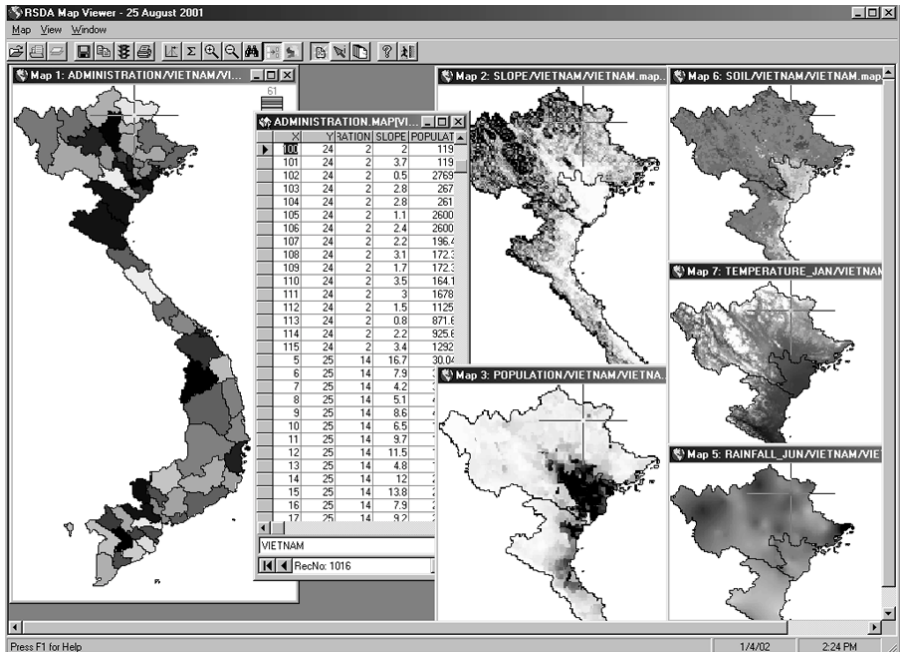 RSDA Map Viewer - 25 August 2001
Map View Window
Map 1: ADMINISTRATION/VIETNAM/VI...
61
ADMINISTRATION.MAP[VI...
X Y RATION SLOPE POPULAT
100 24 2 2 119
101 24 2 3.7 119
102 24 2 0.5 2769
103 24 2 2.8 267
104 24 2 2.8 261
105 24 2 1.1 2600
106 24 2 2.4 2600
107 24 2 2.2 196.4
108 24 2 3.1 172.3
109 24 2 1.7 172.3
110 24 2 3.5 164.1
111 24 2 3 1678
112 24 2 1.5 1125
113 24 2 0.8 871.6
114 24 2 2.2 925.6
115 24 2 3.4 1292
5 25 14 16.7 30.04
6 25 14 7.9
7 25 14 4.2
8 25 14 5.1
9 25 14 8.6
10 25 14 6.5
11 25 14 9.7
12 25 14 11.5
13 25 14 4.8
14 25 14 12
15 25 14 13.8
16 25 14 7.9
17 25 14 9.2
VIETNAM
RecNo: 1016
Map 2: SLOPE/VIETNAM/VIETNAM.map...
Map 3: POPULATION/VIETNAM/VIETNA...
Map 6: SOIL/VIETNAM/VIETNAM.map
Map 7: TEMPERATURE_JAN/VIETNAM
Map 5: RAINFALL_JUN/VIETNAM/VIE
Press F1 for Help
1/4/02
2:24 PM